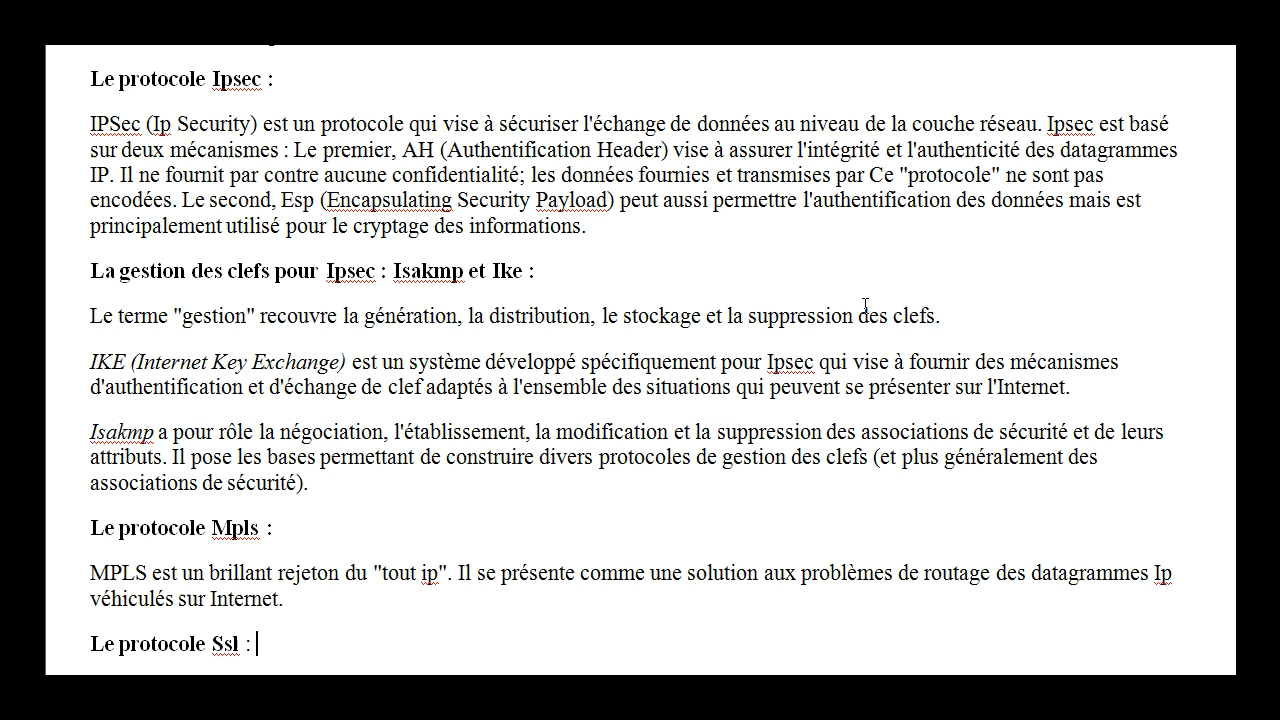 Le protocole Ipsec :
IPSec (Ip Security) est un protocole qui vise à sécuriser l'échange de données au niveau de la couche réseau. Ipsec est basé
sur deux mécanismes : Le premier, AH (Authentification Header) vise à assurer l'intégrité et l'authenticité des datagrammes
IP. Il ne fournit par contre aucune confidentialité; les données fournies et transmises par Ce "protocole" ne sont pas
encodées. Le second, Esp (Encapsulating Security Payload) peut aussi permettre l'authentification des données mais est
principalement utilisé pour le cryptage des informations.
La gestion des clefs pour Ipsec : Isakmp et Ike :
Le terme "gestion" recouvre la génération, la distribution, le stockage et la suppression des clefs.
IKE (Internet Key Exchange) est un système développé spécifiquement pour Ipsec qui vise à fournir des mécanismes
d'authentification et d'échange de clef adaptés à l'ensemble des situations qui peuvent se présenter sur l'Internet.
Isakmp a pour rôle la négociation, l'établissement, la modification et la suppression des associations de sécurité et de leurs
attributs. Il pose les bases permettant de construire divers protocoles de gestion des clefs (et plus généralement des
associations de sécurité).
Le protocole Mpls :
MPLS est un brillant rejeton du "tout ip". Il se présente comme une solution aux problèmes de routage des datagrammes Ip
véhiculés sur Internet.
Le protocole Ssl :